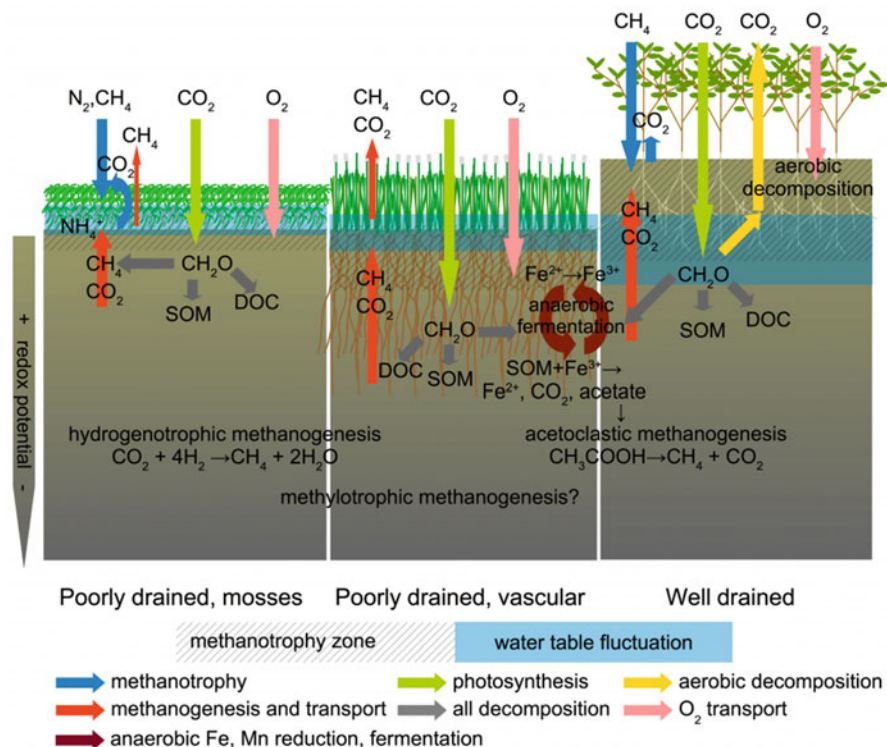 N₂,CH₄
CO₂
O₂
CH₄
CO₂
NH₄⁺
CH₄
CO₂
CH₂O
SOM
DOC
hydrogenotrophic methanogenesis
CO₂ + 4H₂ →CH₄ + 2H₂O
CH₄
CO₂
CO₂
O₂
CH₄
CO₂
CH₂O
DOC
SOM
Fe²⁺→Fe³⁺
anaerobic
fermentation
SOM+Fe³⁺→
Fe²⁺, CO₂, acetate
↓
CH₄
CO₂
CO₂
O₂
CO₂
aerobic
decomposition
CH₄
CO₂
CH₂O
SOM
DOC
acetoclastic methanogenesis
CH₃COOH→CH₄ + CO₂
methylotrophic methanogenesis?
+ redox potential -
Poorly drained, mosses
Poorly drained, vascular
Well drained
methanotrophy zone
water table fluctuation
methanotrophy
photosynthesis
aerobic decomposition
methanogenesis and transport
all decomposition
O₂ transport
anaerobic Fe, Mn reduction, fermentation